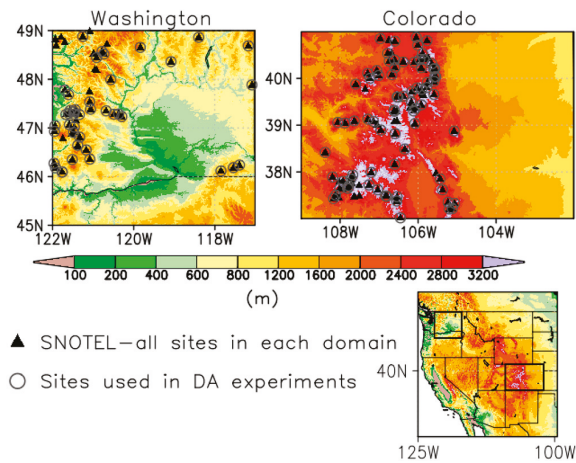 Washington Colorado
49N
48N
47N
46N
45N
122W 120W 118W
40N
39N
38N
108W 106W 104W
100 200 400 600 800 1200 1600 2000 2400 2800 3200
(m)
▲ SNOTEL—all sites in each domain
○ Sites used in DA experiments
40N
125W 100W